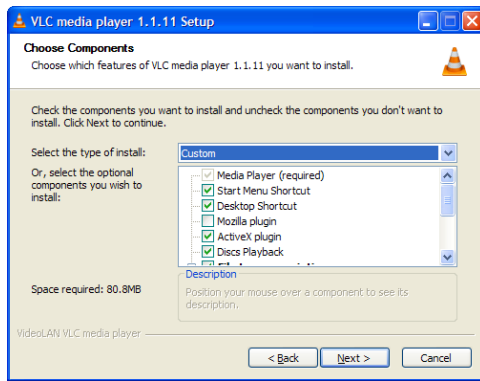 VLC media player 1.1.11 Setup
Choose Components
Choose which features of VLC media player 1.1.11 you want to install.
Check the components you want to install and uncheck the components you don't want to
install. Click Next to continue.
Select the type of install:
Custom
Or, select the optional
components you wish to
install:
Media Player (required)
Start Menu Shortcut
Desktop Shortcut
Mozilla plugin
ActiveX plugin
Discs Playback
Space required: 80.8MB
Description
Position your mouse over a component to see its
description.
VideoLAN VLC media player
< Back
Next >
Cancel